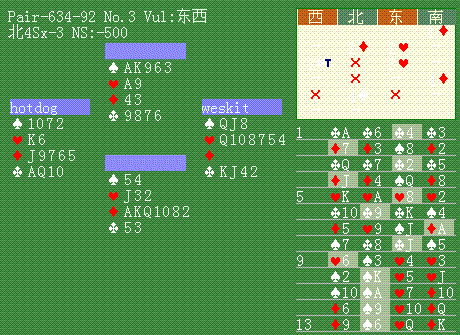 Pair-634-92 No.3 Vul:东西
北4Sx-3 NS:-500
西 北 东 南
♦
♦ ♥
T × ♥
× ♦
× ×
♠AK963
♥A9
♦43
♣9876
hotdog
♠1072
♥K6
♦J9765
♣AQ10
weskit
♠QJ8
♥Q108754
♦
♣KJ42
♠54
♥J32
♦AKQ1082
♣53
1 ♣A ♣6 ♣4 ♣3
♦7 ♦3 ♠8 ♦2
♣Q ♣7 ♣2 ♣5
♦J ♦4 ♠Q ♦8
5 ♥K ♥A ♥8 ♥2
♣10 ♣9 ♣K ♠4
♦5 ♥9 ♠J ♦A
♠7 ♣8 ♣J ♠5
9 ♥6 ♠3 ♥4 ♥3
♠2 ♠K ♥5 ♥J
♠10 ♠A ♥7 ♦10
♦6 ♠9 ♥10 ♦Q
13 ♦9 ♠6 ♥Q ♦K